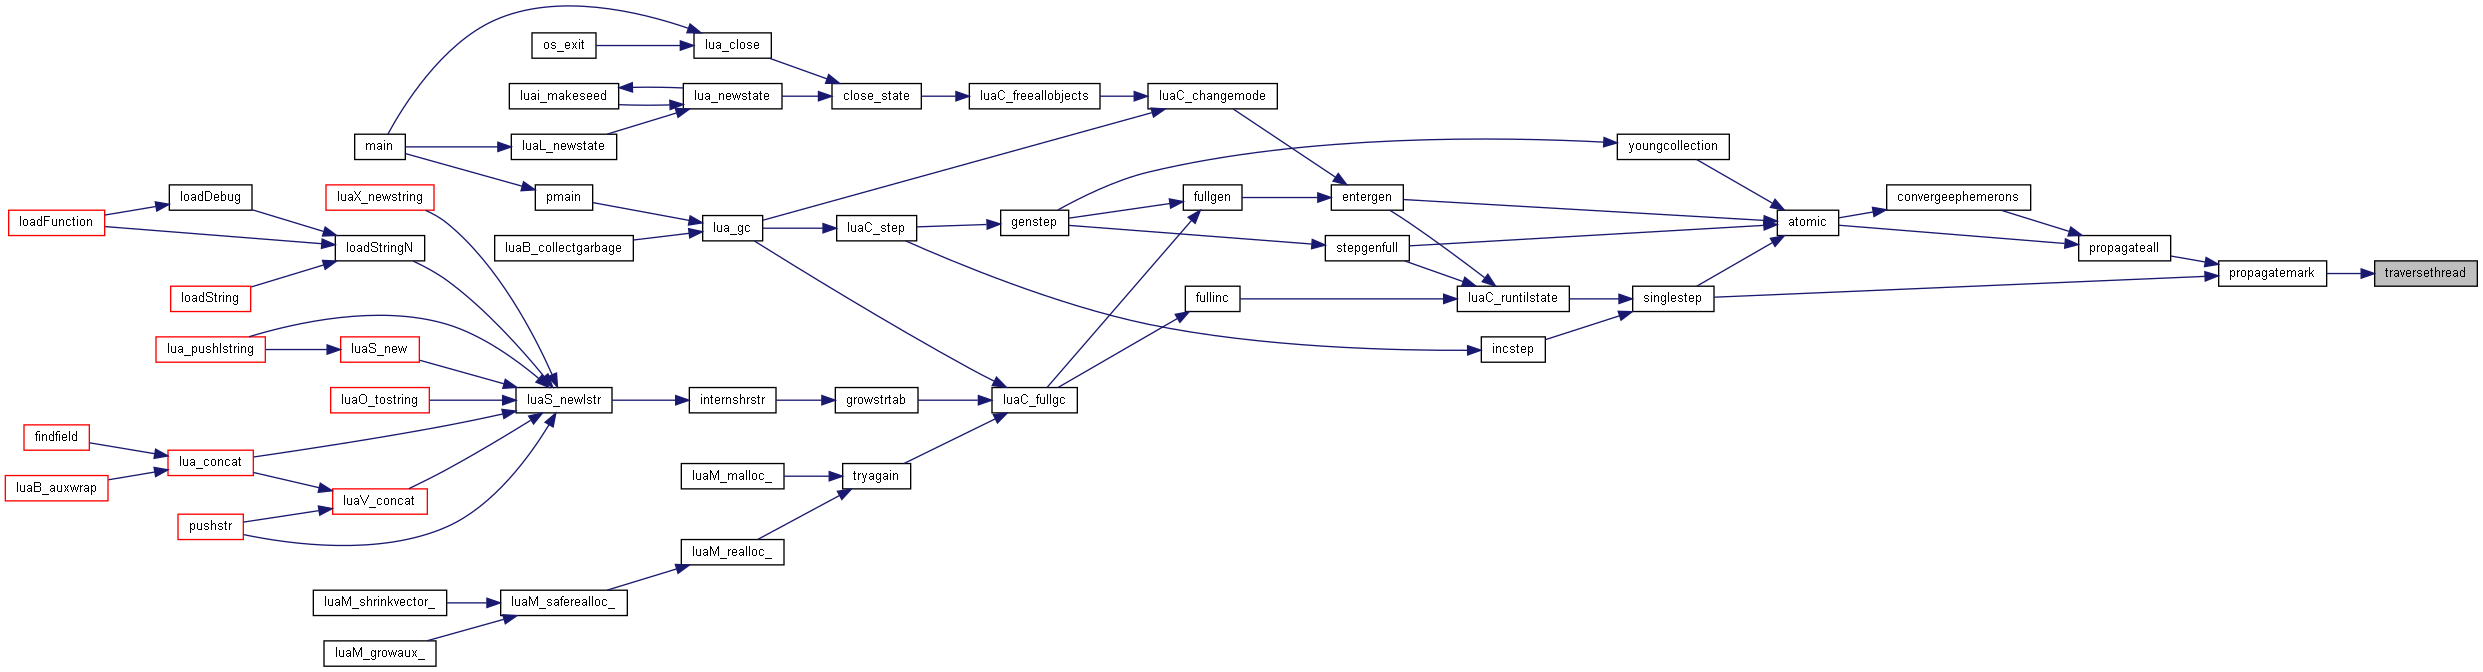 os_exit
lua_close
luai_makeseed
lua_newstate
close_state
luaC_freeallobjects
luaC_changemode
main
luaL_newstate
youngcollection
loadDebug
luaX_newstring
pmain
fullgen
entergen
convergeephemerons
loadFunction
lua_gc
luaC_step
genstep
atomic
loadStringN
luaB_collectgarbage
stepgenfull
propagateall
propagatemark
traversethread
loadString
fullinc
luaC_runtilstate
singlestep
lua_pushlstring
luaS_new
incstep
luaO_tostring
luaS_newlstr
internshrstr
growstrtab
luaC_fullgc
findfield
lua_concat
luaB_auxwrap
luaV_concat
luaM_malloc_
tryagain
pushstr
luaM_realloc_
luaM_shrinkvector_
luaM_saferealloc_
luaM_growaux_